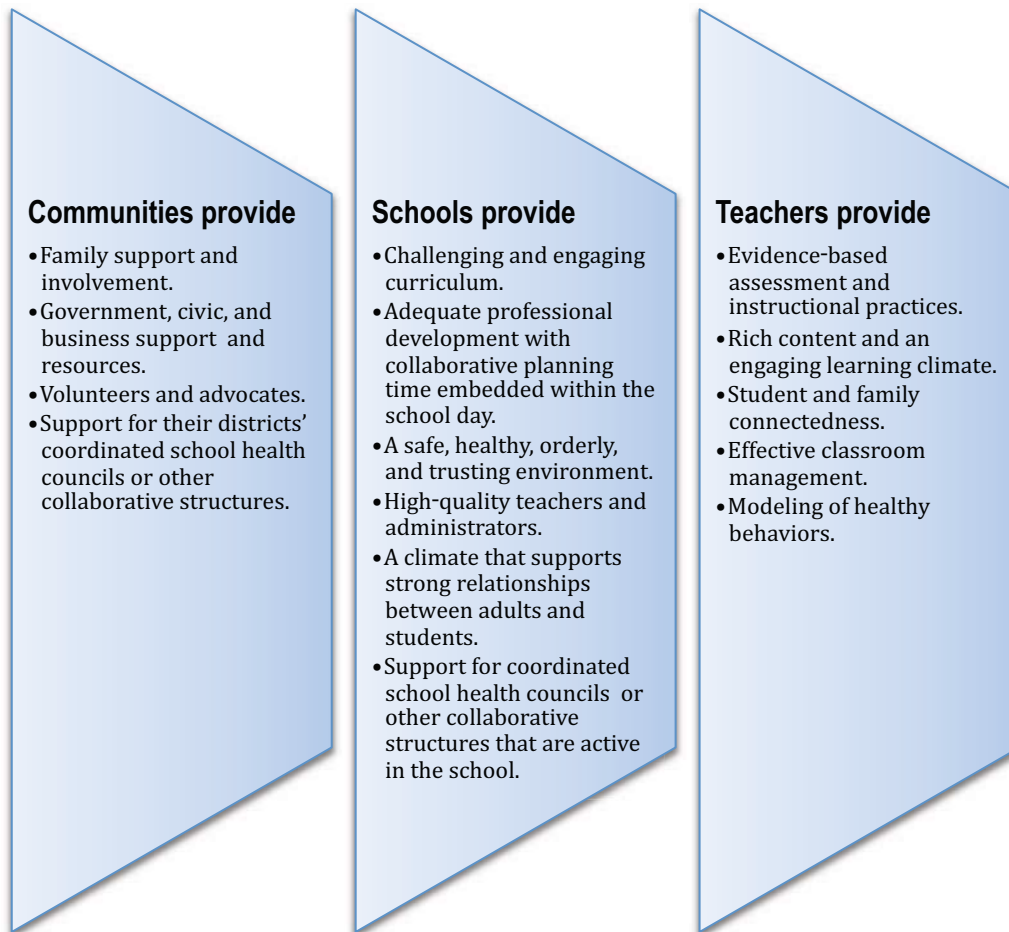 Communities provide
•Family support and
involvement.
•Government, civic, and
business support and
resources.
•Volunteers and advocates.
•Support for their districts’
coordinated school health
councils or other
collaborative structures.
Schools provide
•Challenging and engaging
curriculum.
•Adequate professional
development with
collaborative planning
time embedded within the
school day.
•A safe, healthy, orderly,
and trusting environment.
•High-quality teachers and
administrators.
•A climate that supports
strong relationships
between adults and
students.
•Support for coordinated
school health councils or
other collaborative
structures that are active
in the school.
Teachers provide
•Evidence-based
assessment and
instructional practices.
•Rich content and an
engaging learning climate.
•Student and family
connectedness.
•Effective classroom
management.
•Modeling of healthy
behaviors.